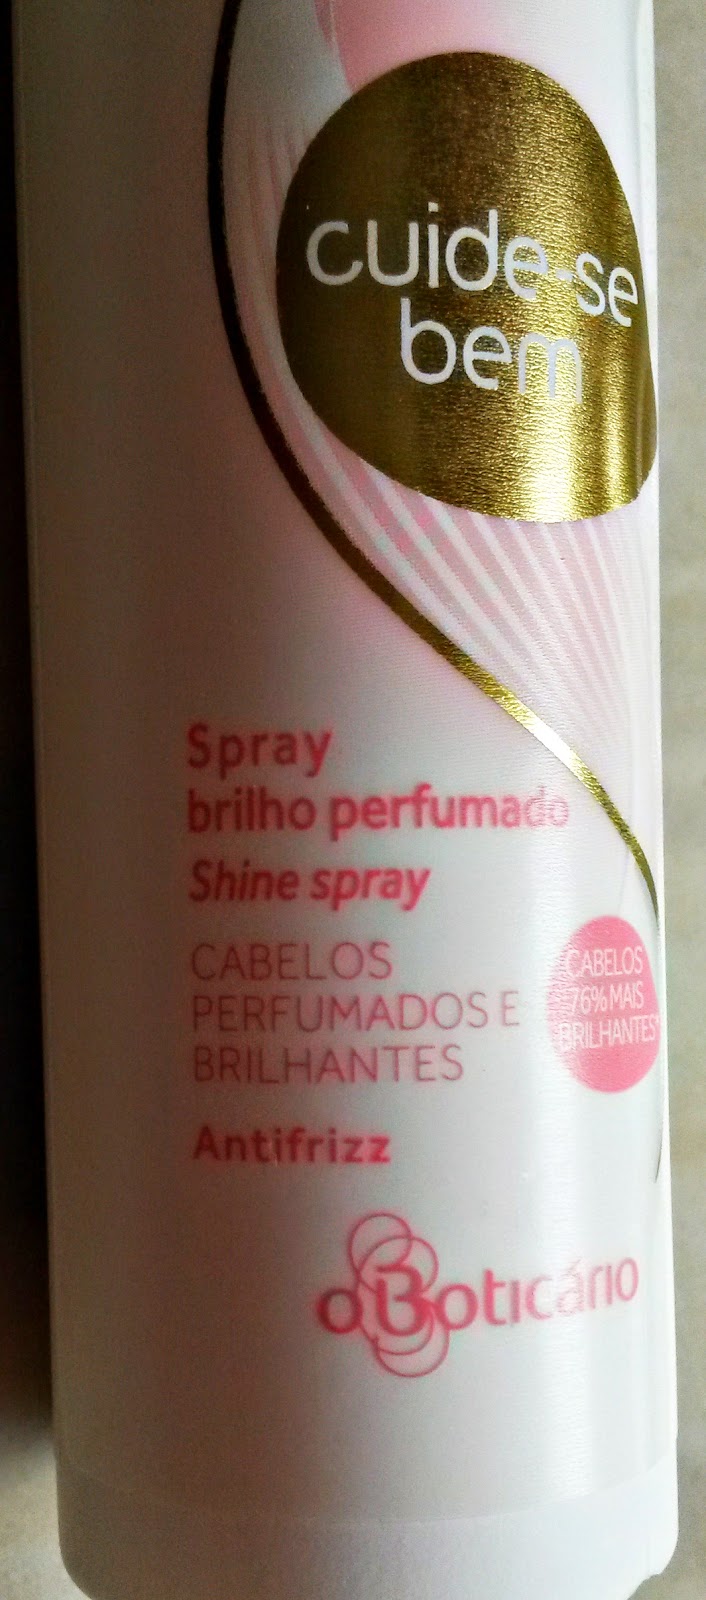 cuide-se
bem
Spray
brilho perfumado
Shine spray
CABELOS
PERFUMADOS E
BRILHANTES
CABELOS
76% MAIS
BRILHANTES*
Antifrizz
oBoticário